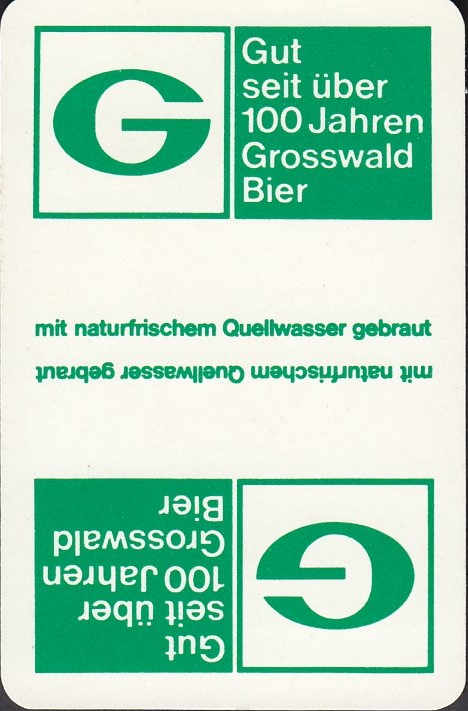 G
Gut
seit über
100 Jahren
Grosswald
Bier
mit naturfrischem Quellwasser gebraut
mit naturfrischem Quellwasser gebraut
G
Gut
seit über
100 Jahren
Grosswald
Bier